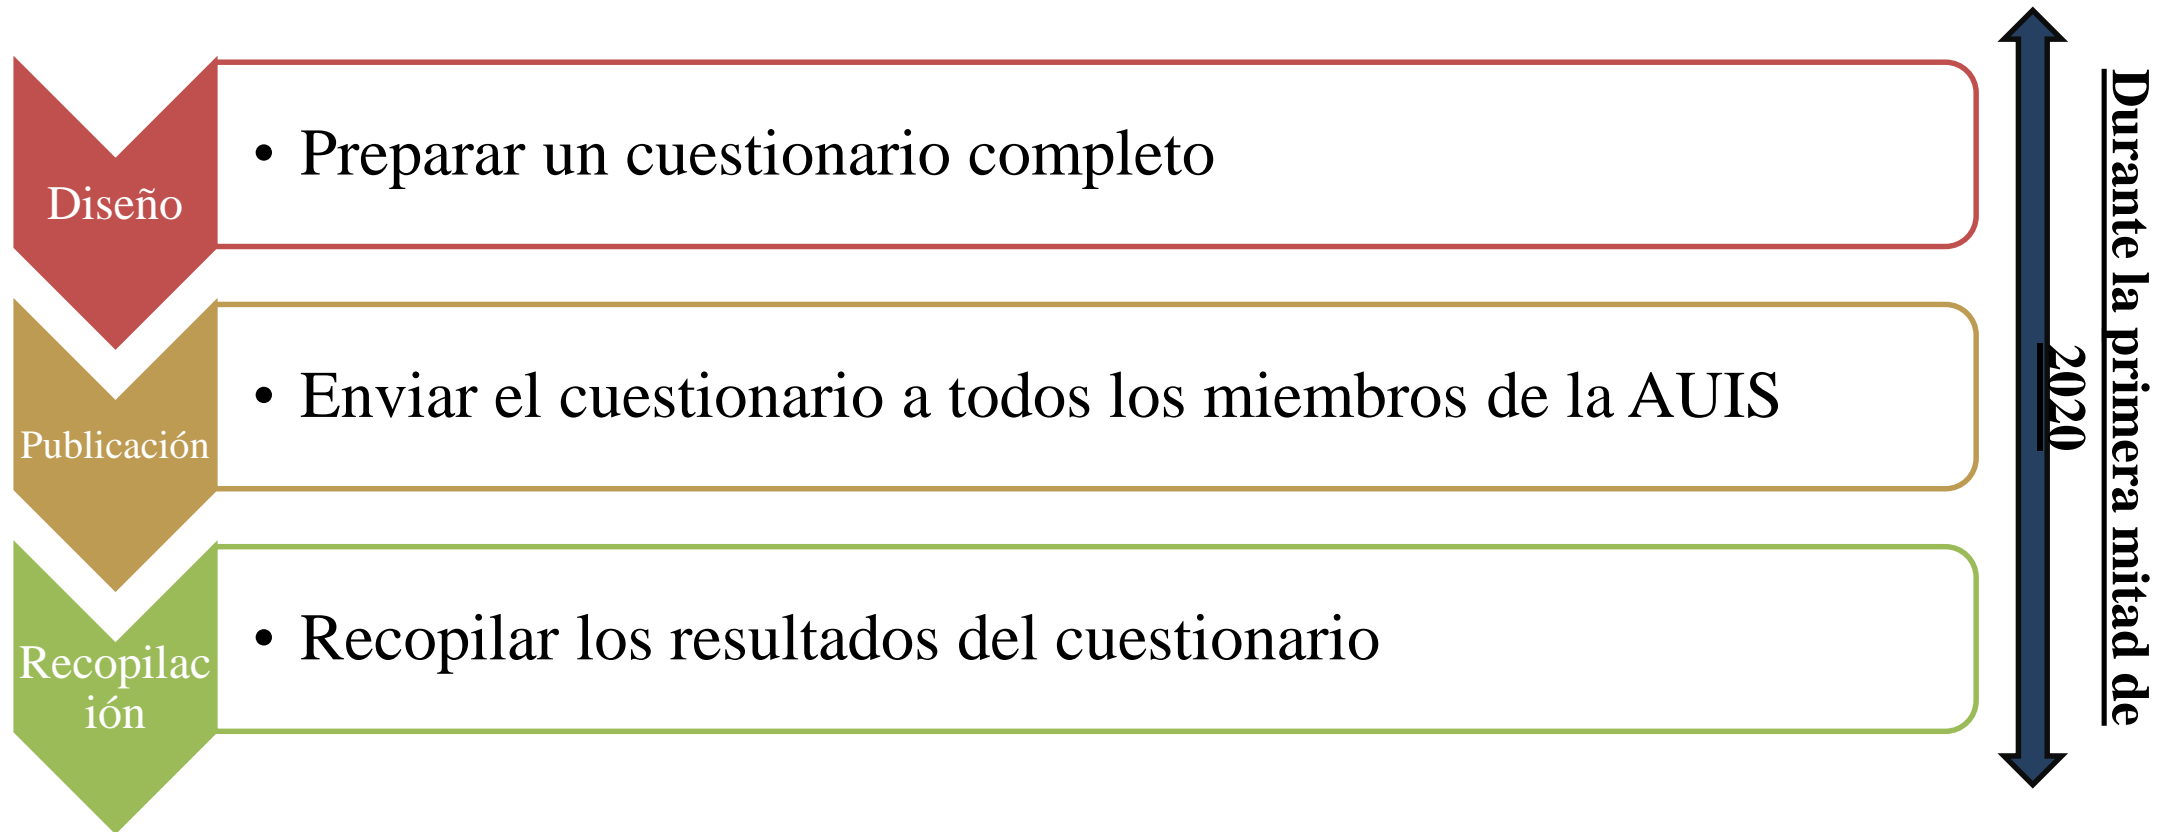 Diseño
• Preparar un cuestionario completo
Publicación
• Enviar el cuestionario a todos los miembros de la AUIS
Recopilac
ión
• Recopilar los resultados del cuestionario
Durante la primera mitad de
2020